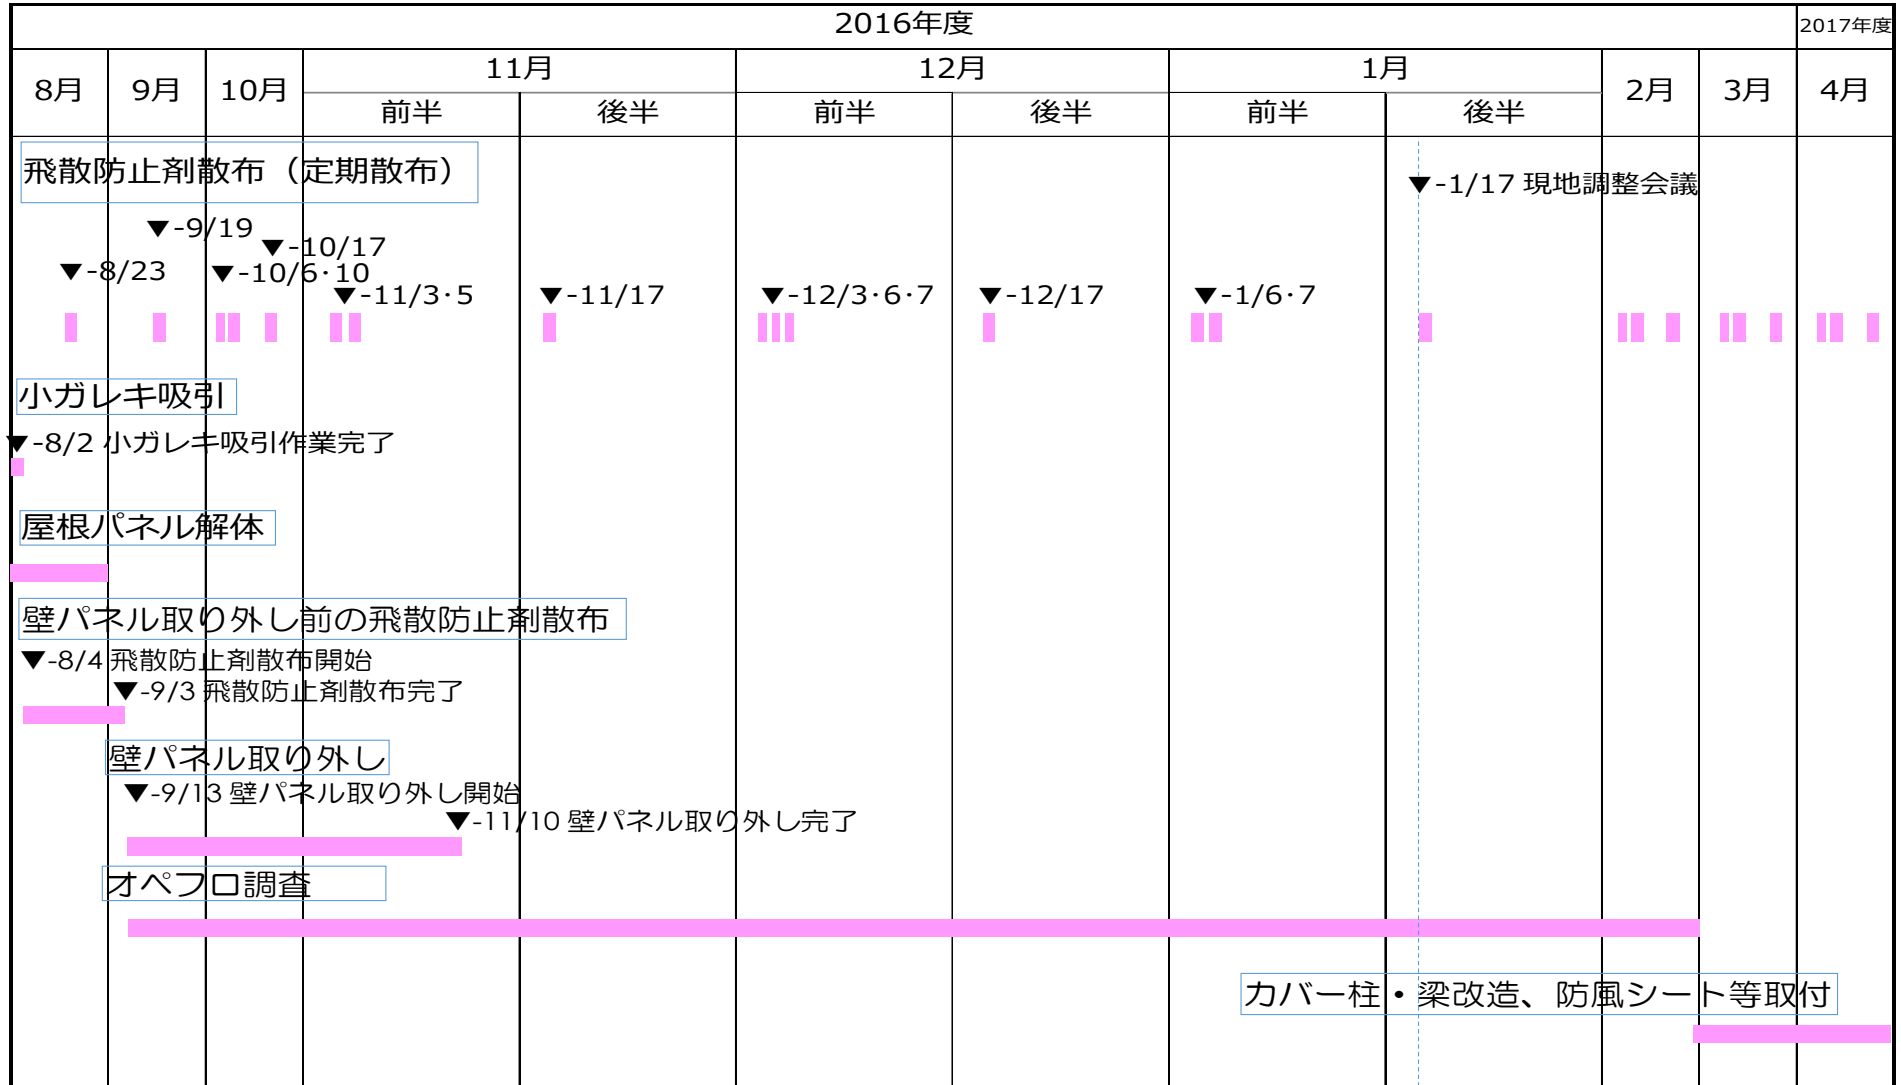 2016年度
2017年度
8月
9月
10月
11月
12月
1月
2月
3月
4月
前半
後半
前半
後半
前半
後半
飛散防止剤散布（定期散布）
▼-1/17 現地調整会議
▼-9/19
▼-10/17
▼-8/23
▼-10/6･10
▼-11/3･5
▼-11/17
▼-12/3･6･7
▼-12/17
▼-1/6･7
小ガレキ吸引
▼-8/2 小ガレキ吸引作業完了
屋根パネル解体
壁パネル取り外し前の飛散防止剤散布
▼-8/4 飛散防止剤散布開始
▼-9/3 飛散防止剤散布完了
壁パネル取り外し
▼-9/13 壁パネル取り外し開始
▼-11/10 壁パネル取り外し完了
オペフロ調査
カバー柱・梁改造、防風シート等取付